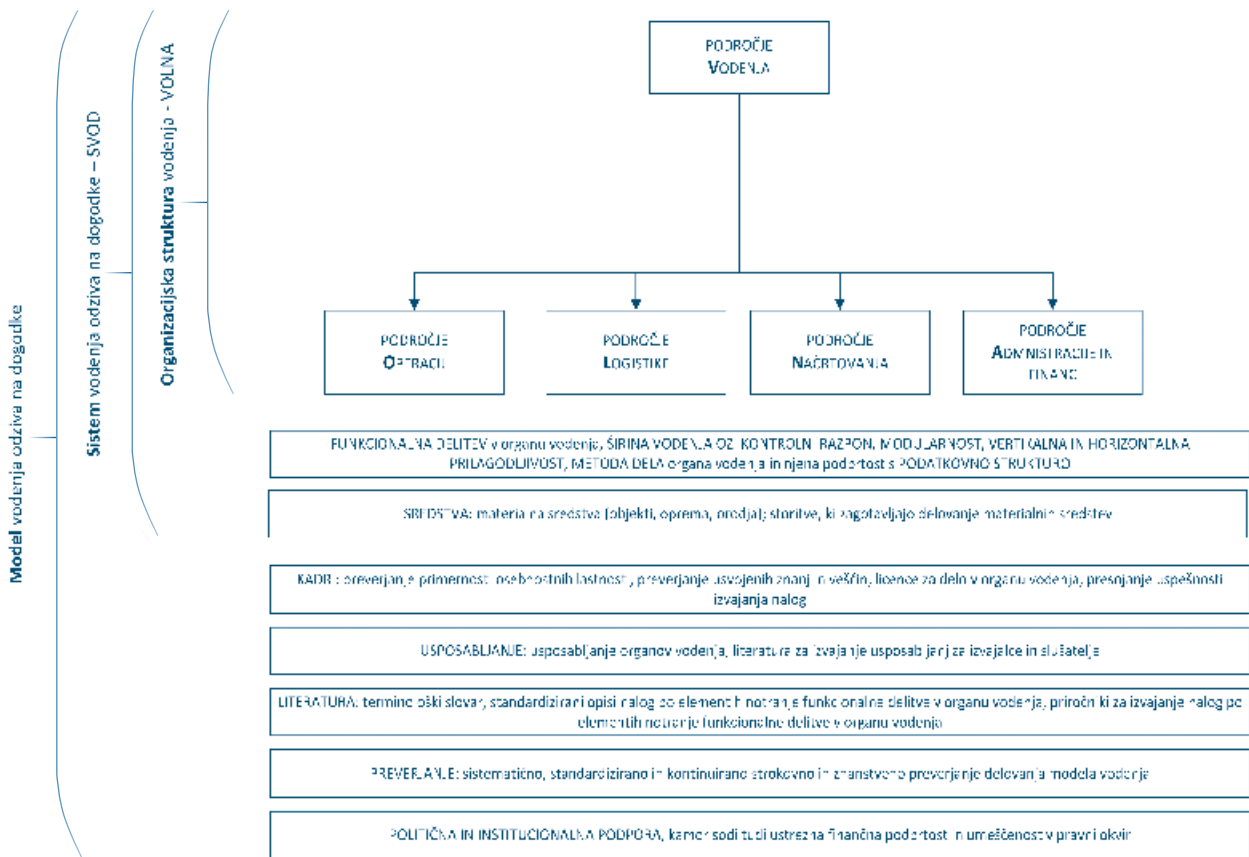 Model vodenja odziva na dogodke
Sistem vodenja odziva na dogodke – SVOD
Organizacijska struktura vodenja - VOLNA
PODROČJE
VODENJA
PODROČJE
OPERACIJ
PODROČJE
LOGISTIKE
PODROČJE
NAČRTOVANJA
PODROČJE
ADMINISTRACIJE IN
FINANC
FUNKCIONALNA DELITEV v organu vodenja, ŠIRINA VODENJA OZ. KONTROLNI RAZPON, MODULARNOST, VERTIKALNA IN HORIZONTALNA
PRILAGODLJIVOST, METODA DELA organa vodenja in njena podprtost s PODATKOVNO STRUKTURO
SREDSTVA: materialna sredstva (objekti, oprema, orodja); storitve, ki zagotavljajo delovanje materialnih sredstev
KADRI: preverjanje primernosti osebnostnih lastnosti, preverjanje usvojenih znanj in veščin, licence za delo v organu vodenja, presojanje uspešnosti
izvajanja nalog
USPOSABLJANJE: usposabljanje organov vodenja, literatura za izvajanje usposabljanj za izvajalce in slušatelje
LITERATURA: terminološki slovar, standardizirani opisi nalog po elementih notranje funkcionalne delitve v organu vodenja, priročniki za izvajanje nalog po
elementih notranje funkcionalne delitve v organu vodenja
PREVERJANJE: sistematično, standardizirano in kontinuirano strokovno in znanstveno preverjanje delovanja modela vodenja
POLITIČNA IN INSTITUCIONALNA PODPORA, kamor sodi tudi ustrezna finančna podprtost in umeščenost v pravni okvir